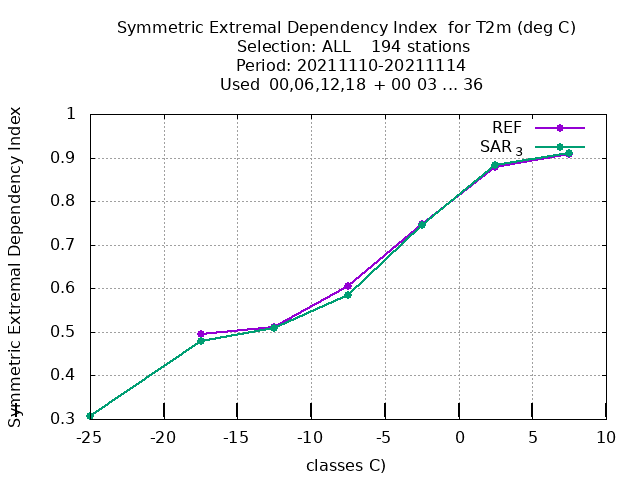 Symmetric Extremal Dependency Index  for T2m (deg C)
Selection: ALL    194 stations
Period: 20211110-20211114
Used  00,06,12,18  + 00 03 ... 36
Symmetric Extremal Dependency Index
1
0.9
0.8
0.7
0.6
0.5
0.4
0.3
REF
SAR 3
-25 -20 -15 -10 -5 0 5 10
classes C)